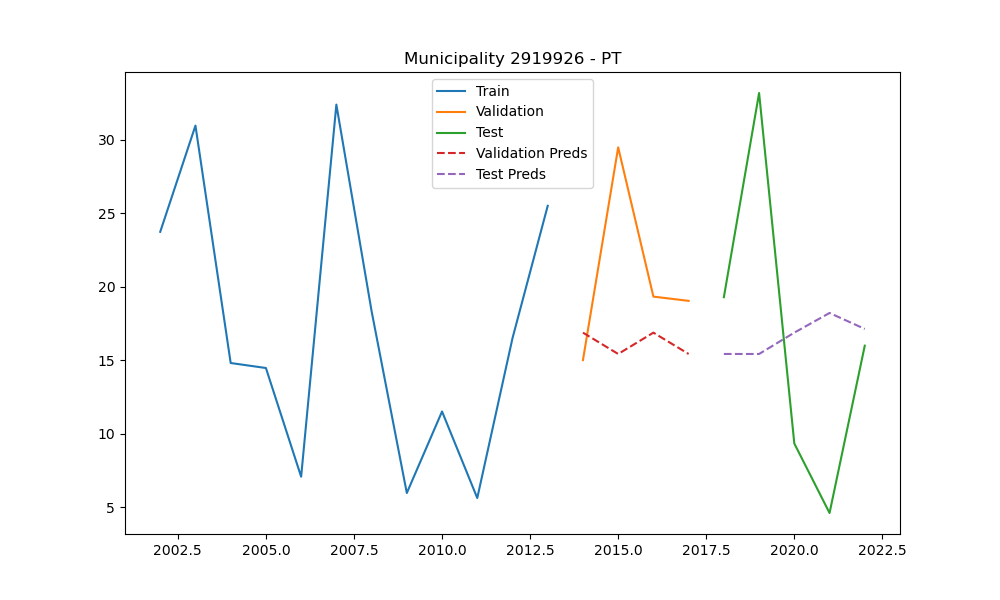 Municipality 2919926 - PT
Train
Validation
Test
Validation Preds
Test Preds
30
25
20
15
10
5
2002.5 2005.0 2007.5 2010.0 2012.5 2015.0 2017.5 2020.0 2022.5